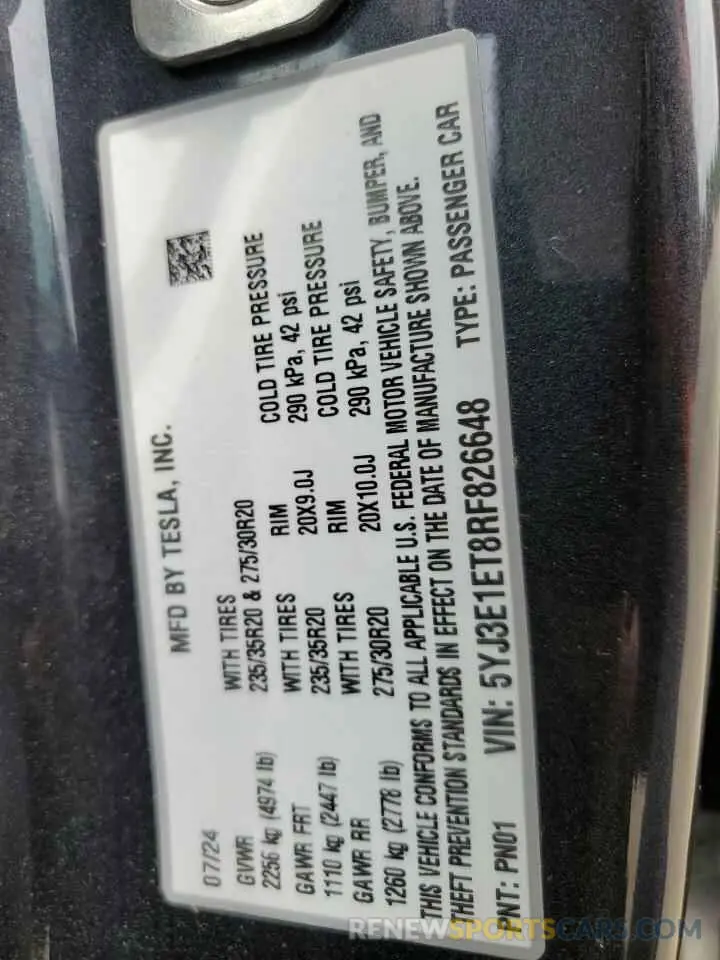 MFD BY TESLA, INC.
07/24
GVWR WITH TIRES
2256 kg (4974 lb) 235/35R20 & 275/30R20 COLD TIRE PRESSURE
GAWR FRT WITH TIRES RIM 290 kPa, 42 psi
1110 kg (2447 lb) 235/35R20 20X9.0J COLD TIRE PRESSURE
GAWR RR WITH TIRES RIM 290 kPa, 42 psi
1260 kg (2778 lb) 275/30R20 20X10.0J
THIS VEHICLE CONFORMS TO ALL APPLICABLE U.S. FEDERAL MOTOR VEHICLE SAFETY, BUMPER, AND
THEFT PREVENTION STANDARDS IN EFFECT ON THE DATE OF MANUFACTURE SHOWN ABOVE.
PNT: PN01 VIN: 5YJ3E1ET8RF826648 TYPE: PASSENGER CAR
RENEWSPORTSCAR.COM